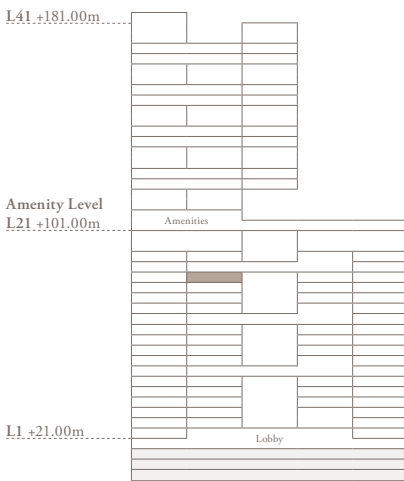 L41 +181.00m
Amenity Level
L21 +101.00m
Amenities
L1 +21.00m
Lobby